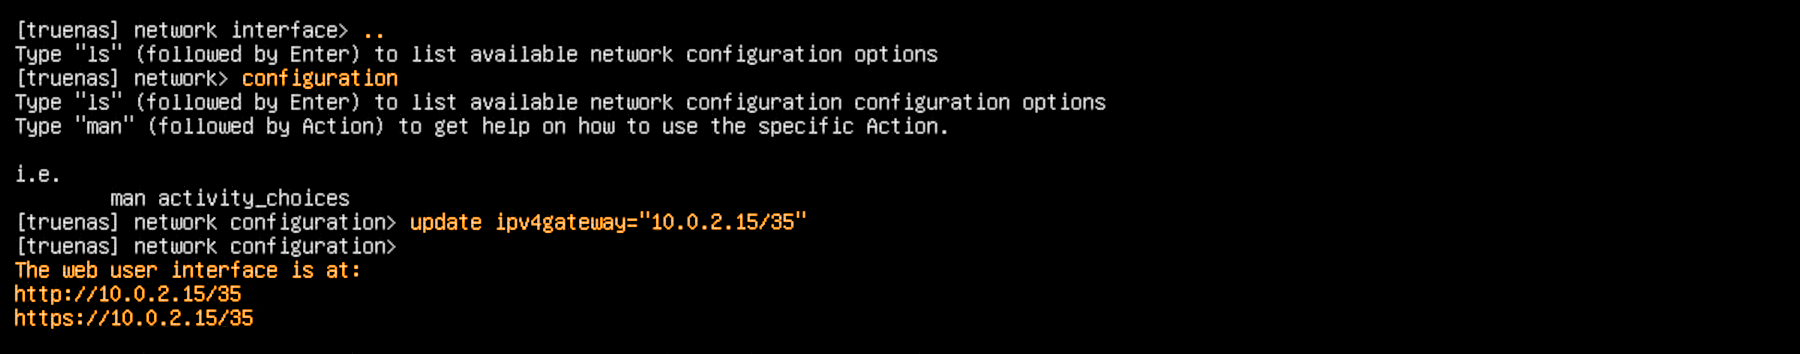 [truenas] network interface> ..
Type "ls" (followed by Enter) to list available network configuration options
[truenas] network> configuration
Type "ls" (followed by Enter) to list available network configuration configuration options
Type "man" (followed by Action) to get help on how to use the specific Action.
i.e.
man activity_choices
[truenas] network configuration> update ipv4gateway="10.0.2.15/35"
[truenas] network configuration>
The web user interface is at:
http://10.0.2.15/35
https://10.0.2.15/35